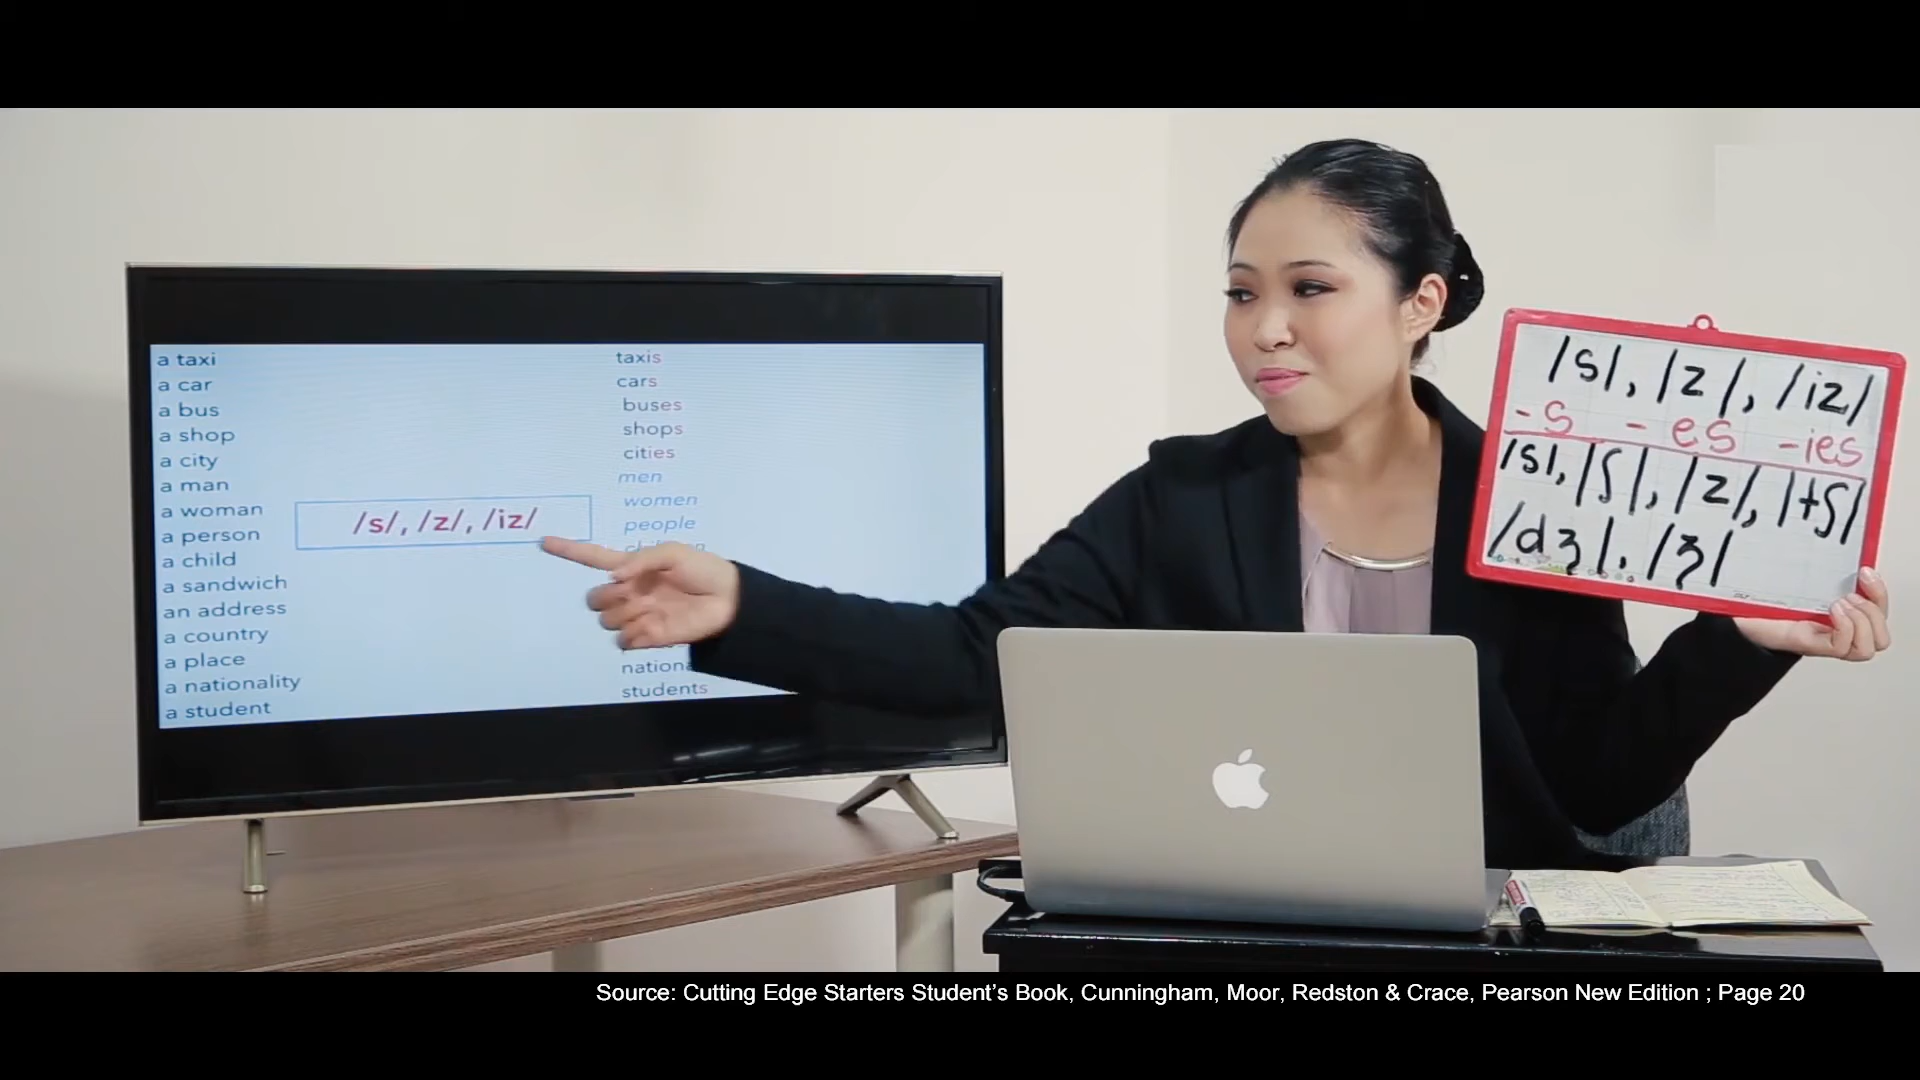 a taxi
a car
a bus
a shop
a city
a man
a woman
a person
a child
a sandwich
an address
a country
a place
a nationality
a student
/s/, /z/, /iz/
taxis
cars
buses
shops
cities
men
women
people
students
/s/, /z/, /iz/
-s -es -ies
/s/, /ʃ/, /z/, /tʃ/
/dʒ/, /ʒ/
Source: Cutting Edge Starters Student’s Book, Cunningham, Moor, Redston & Crace, Pearson New Edition ; Page 20